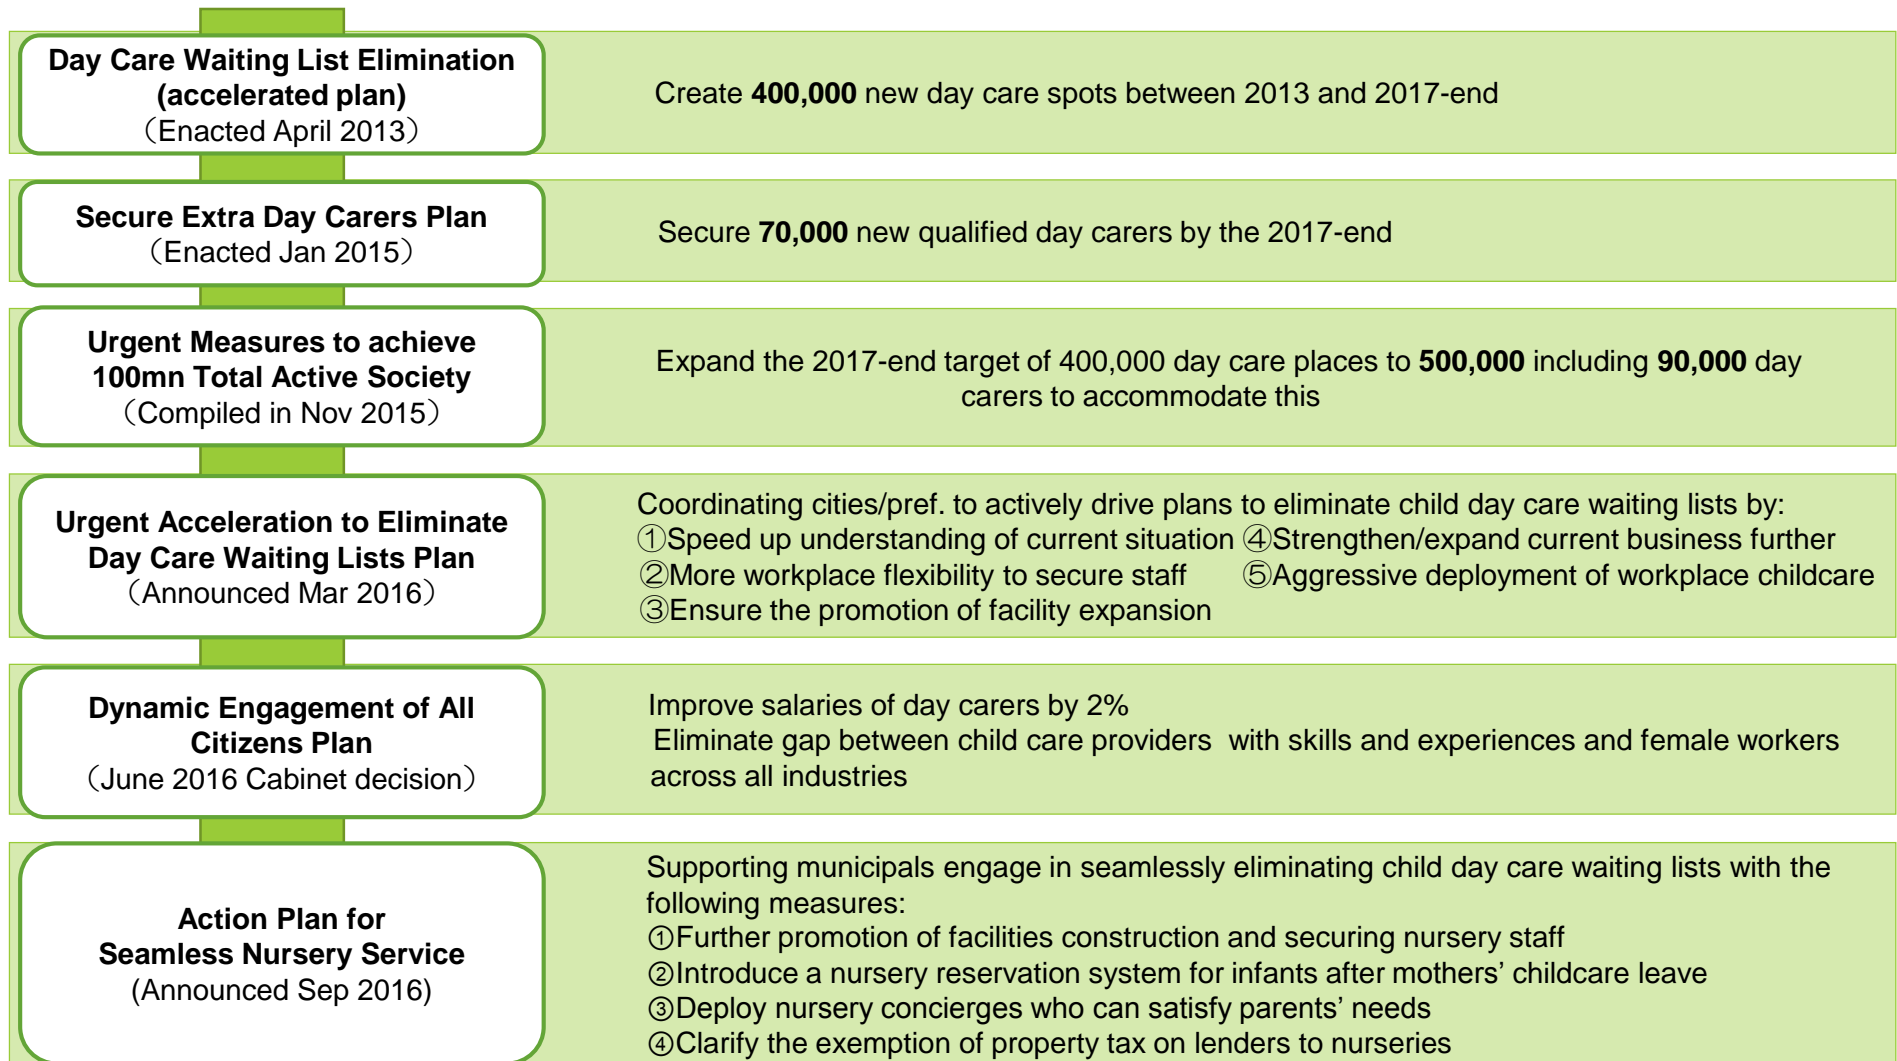 Day Care Waiting List Elimination
(accelerated plan)
（Enacted April 2013）
Create 400,000 new day care spots between 2013 and 2017-end
Secure Extra Day Carers Plan
（Enacted Jan 2015）
Secure 70,000 new qualified day carers by the 2017-end
Urgent Measures to achieve
100mn Total Active Society
（Compiled in Nov 2015）
Expand the 2017-end target of 400,000 day care places to 500,000 including 90,000 day
carers to accommodate this
Urgent Acceleration to Eliminate
Day Care Waiting Lists Plan
（Announced Mar 2016）
Coordinating cities/pref. to actively drive plans to eliminate child day care waiting lists by:
①Speed up understanding of current situation ④Strengthen/expand current business further
②More workplace flexibility to secure staff ⑤Aggressive deployment of workplace childcare
③Ensure the promotion of facility expansion
Dynamic Engagement of All
Citizens Plan
（June 2016 Cabinet decision）
Improve salaries of day carers by 2%
Eliminate gap between child care providers with skills and experiences and female workers
across all industries
Action Plan for
Seamless Nursery Service
(Announced Sep 2016)
Supporting municipals engage in seamlessly eliminating child day care waiting lists with the
following measures:
①Further promotion of facilities construction and securing nursery staff
②Introduce a nursery reservation system for infants after mothers’ childcare leave
③Deploy nursery concierges who can satisfy parents’ needs
④Clarify the exemption of property tax on lenders to nurseries